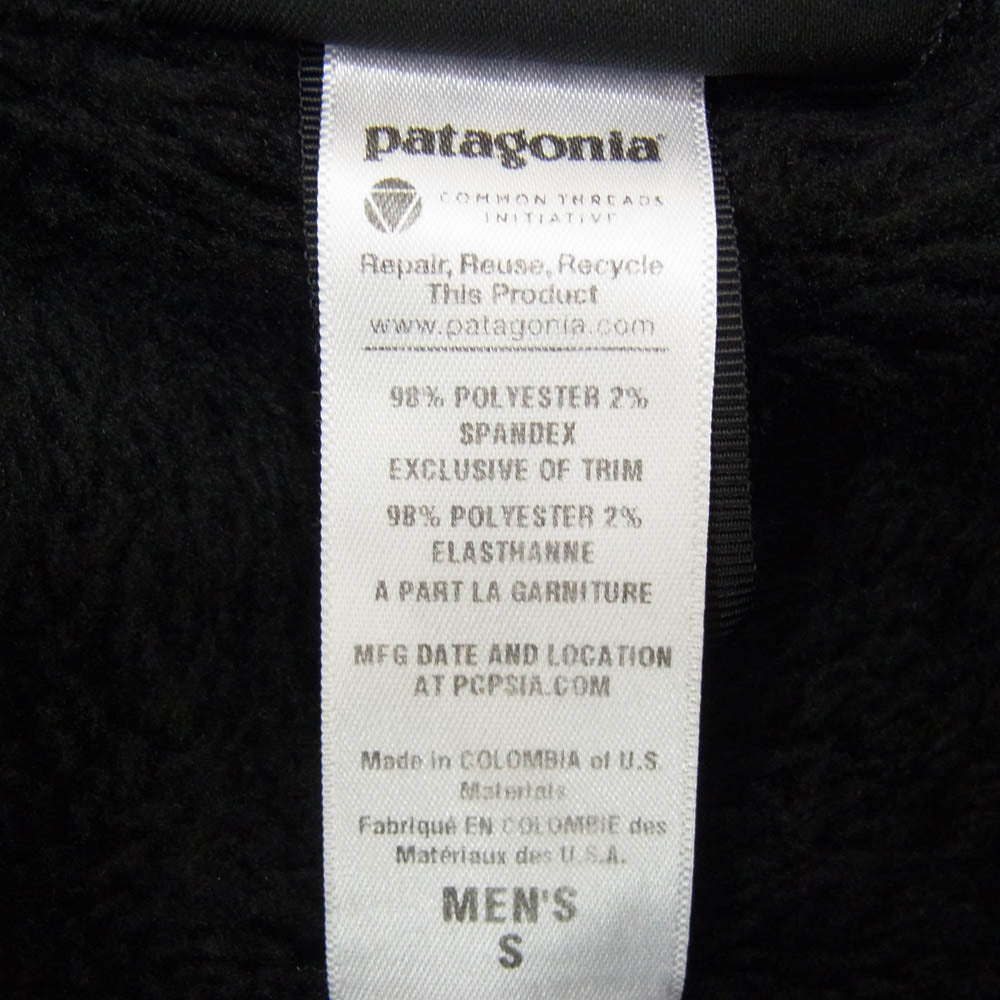 patagonia
COMMON THREADS
INITIATIVE
Repair, Reuse, Recycle
This Product
www.patagonia.com
98% POLYESTER 2%
SPANDEX
EXCLUSIVE OF TRIM
98% POLYESTER 2%
ELASTHANNE
A PART LA GARNITURE
MFG DATE AND LOCATION
AT PCPSIA.COM
Made in COLOMBIA of U.S.
Materials
Fabriqué EN COLOMBIE des
Matériaux des U.S.A.
MEN'S
S